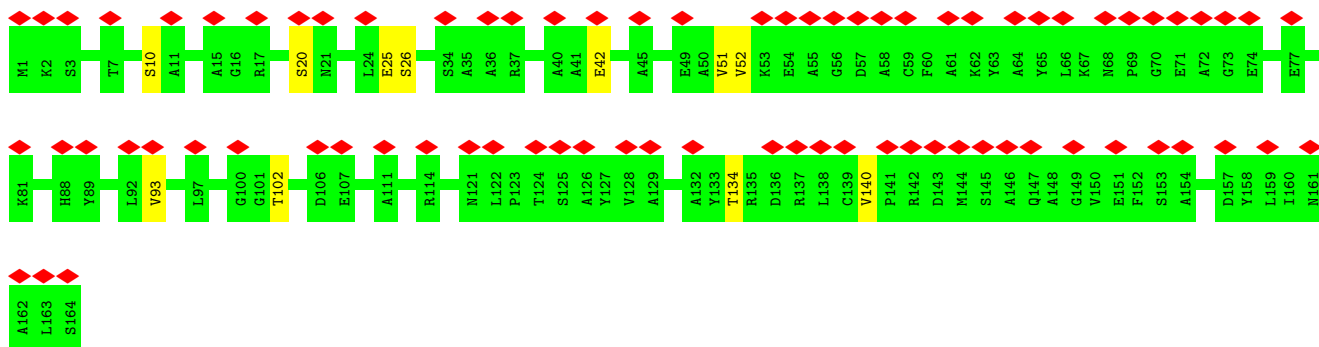 M1 K2 S3 T7 S10 A11 A15 G16 R17 S20 N21 L24 E25 S26 S34 A35 A36 R37 A40 A41 E42 A45 E49 A50 V51 V52 K53 E54 A55 G56 D57 A58 C59 F60 A61 K62 Y63 A64 Y65 L66 K67 N68 P69 G70 E71 A72 G73 E74 E77
K81 H88 Y89 L92 V93 L97 G100 G101 T102 D106 E107 A111 R114 N121 L122 P123 T124 S125 A126 Y127 V128 A129 A132 Y133 T134 R135 D136 R137 L138 C139 V140 P141 R142 D143 M144 S145 A146 Q147 A148 G149 V150 E151 F152 S153 A154 D157 Y158 L159 I160 N161
A162 L163 S164